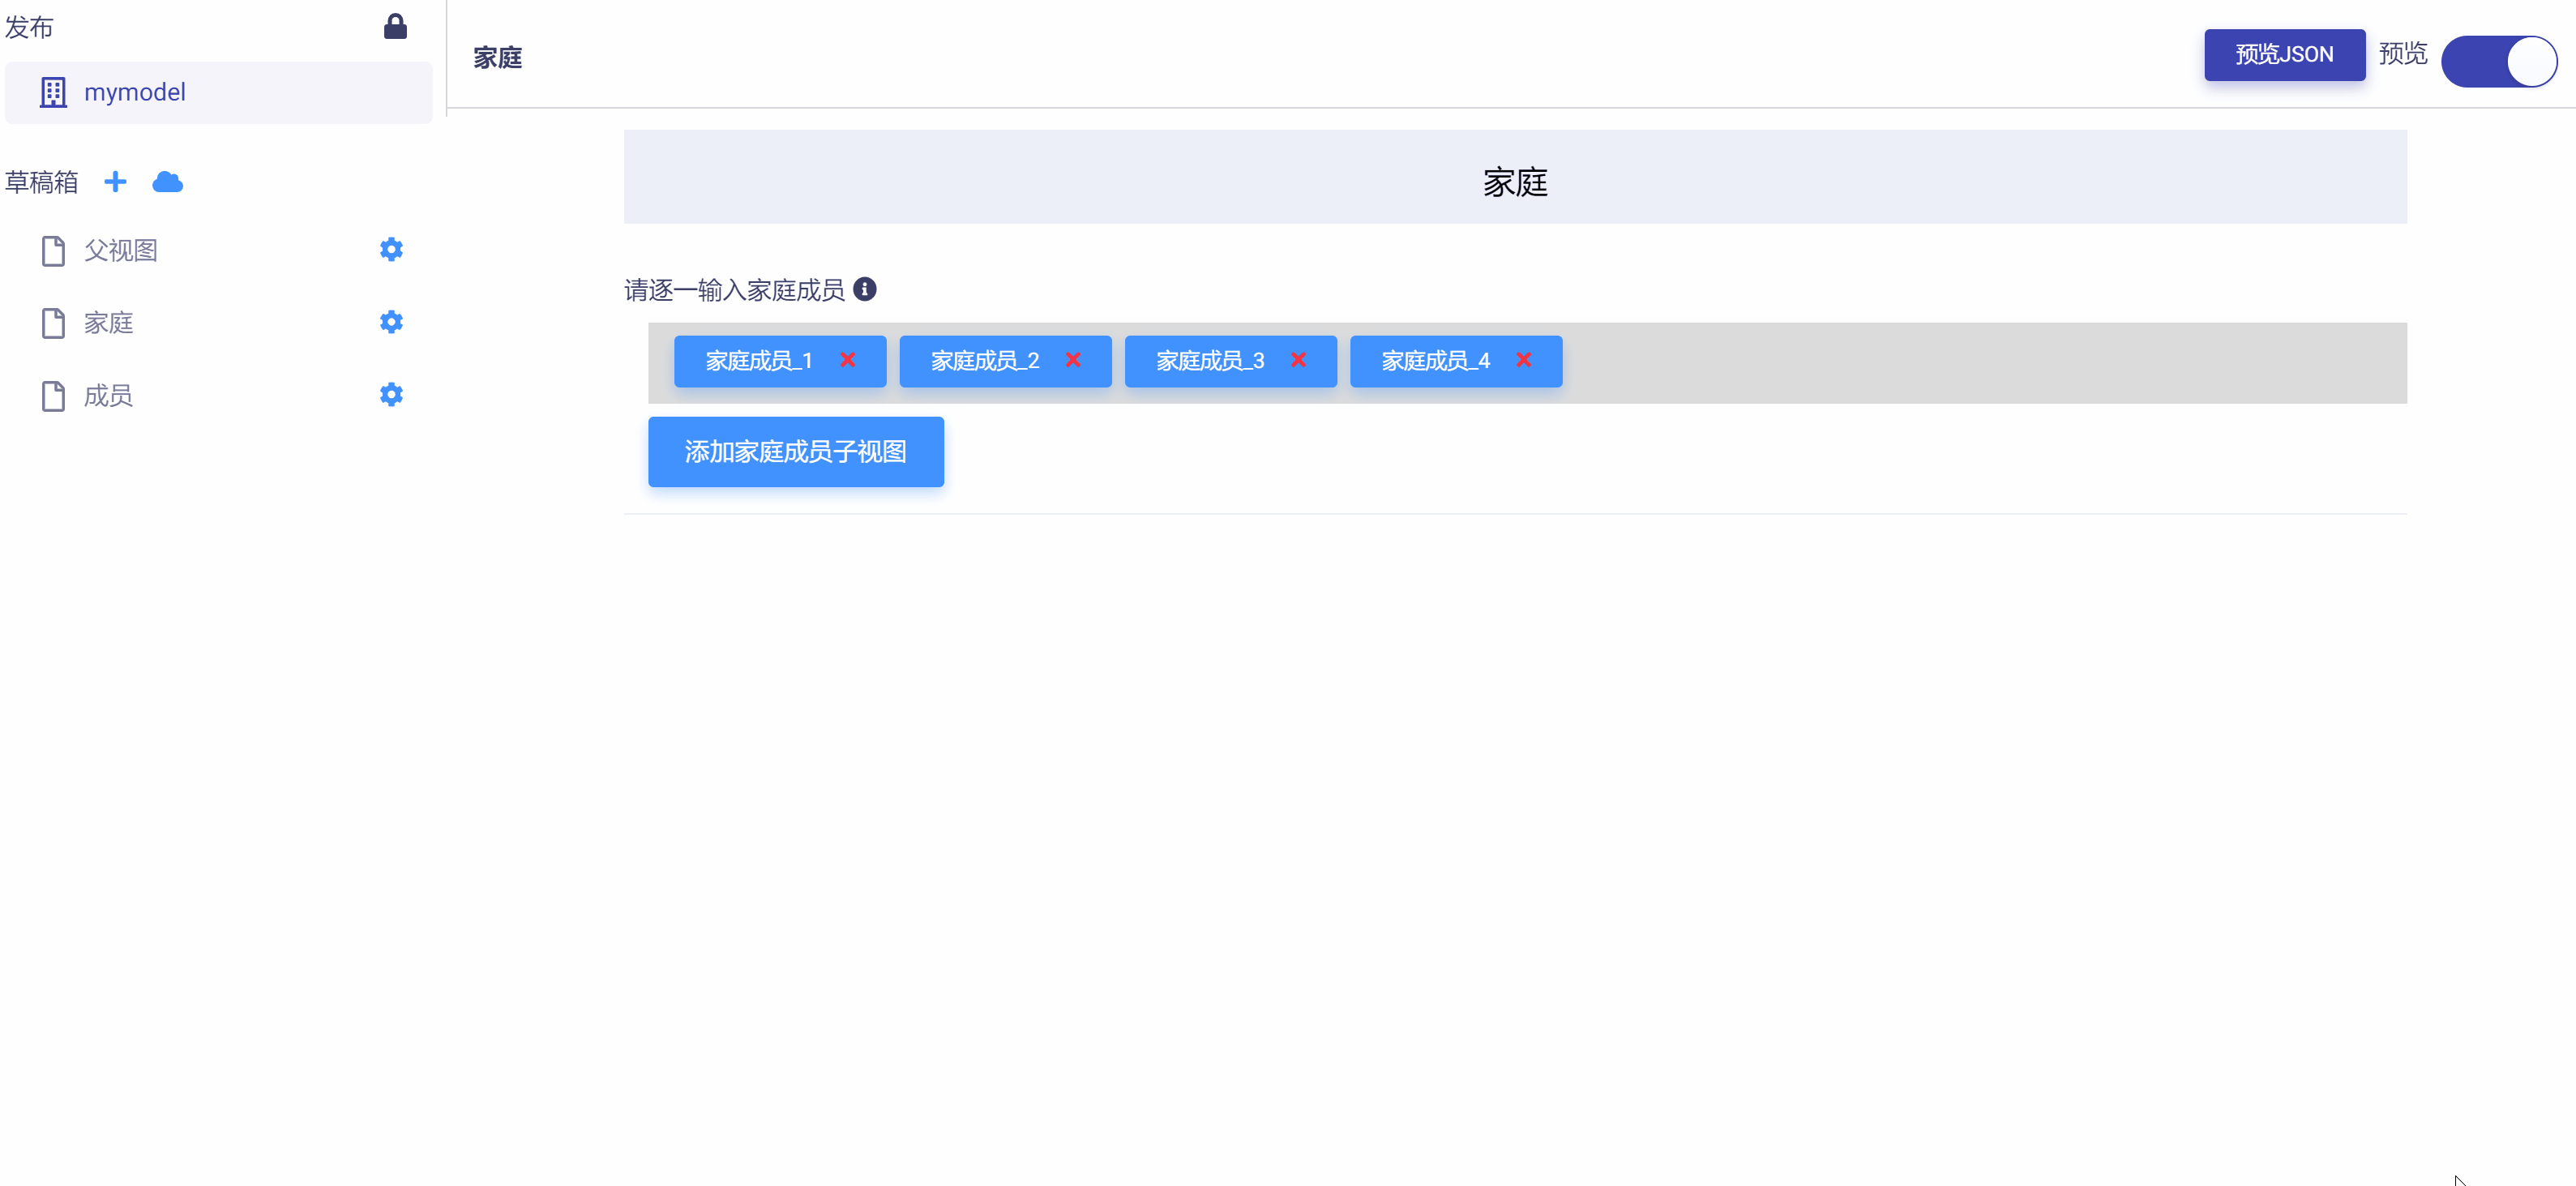 发布
mymodel
草稿箱
父视图
家庭
成员
家庭
预览JSON
预览
家庭
请逐一输入家庭成员
家庭成员_1
家庭成员_2
家庭成员_3
家庭成员_4
添加家庭成员子视图